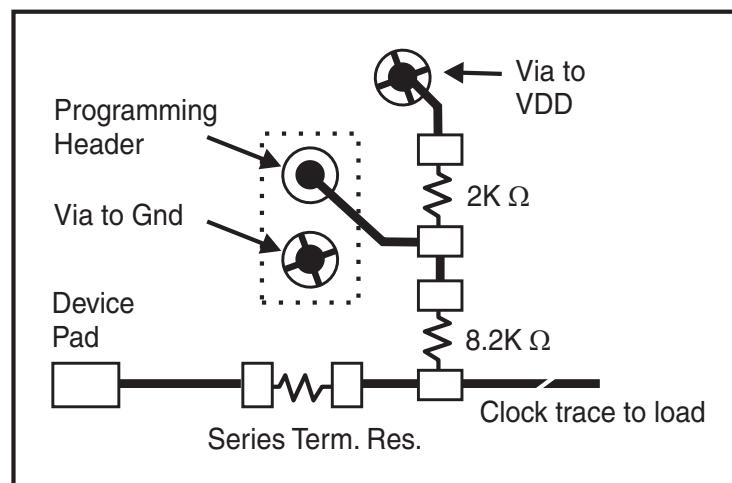 Via to
VDD
Programming
Header
2K Ω
Via to Gnd
Device
Pad
8.2K Ω
Clock trace to load
Series Term. Res.